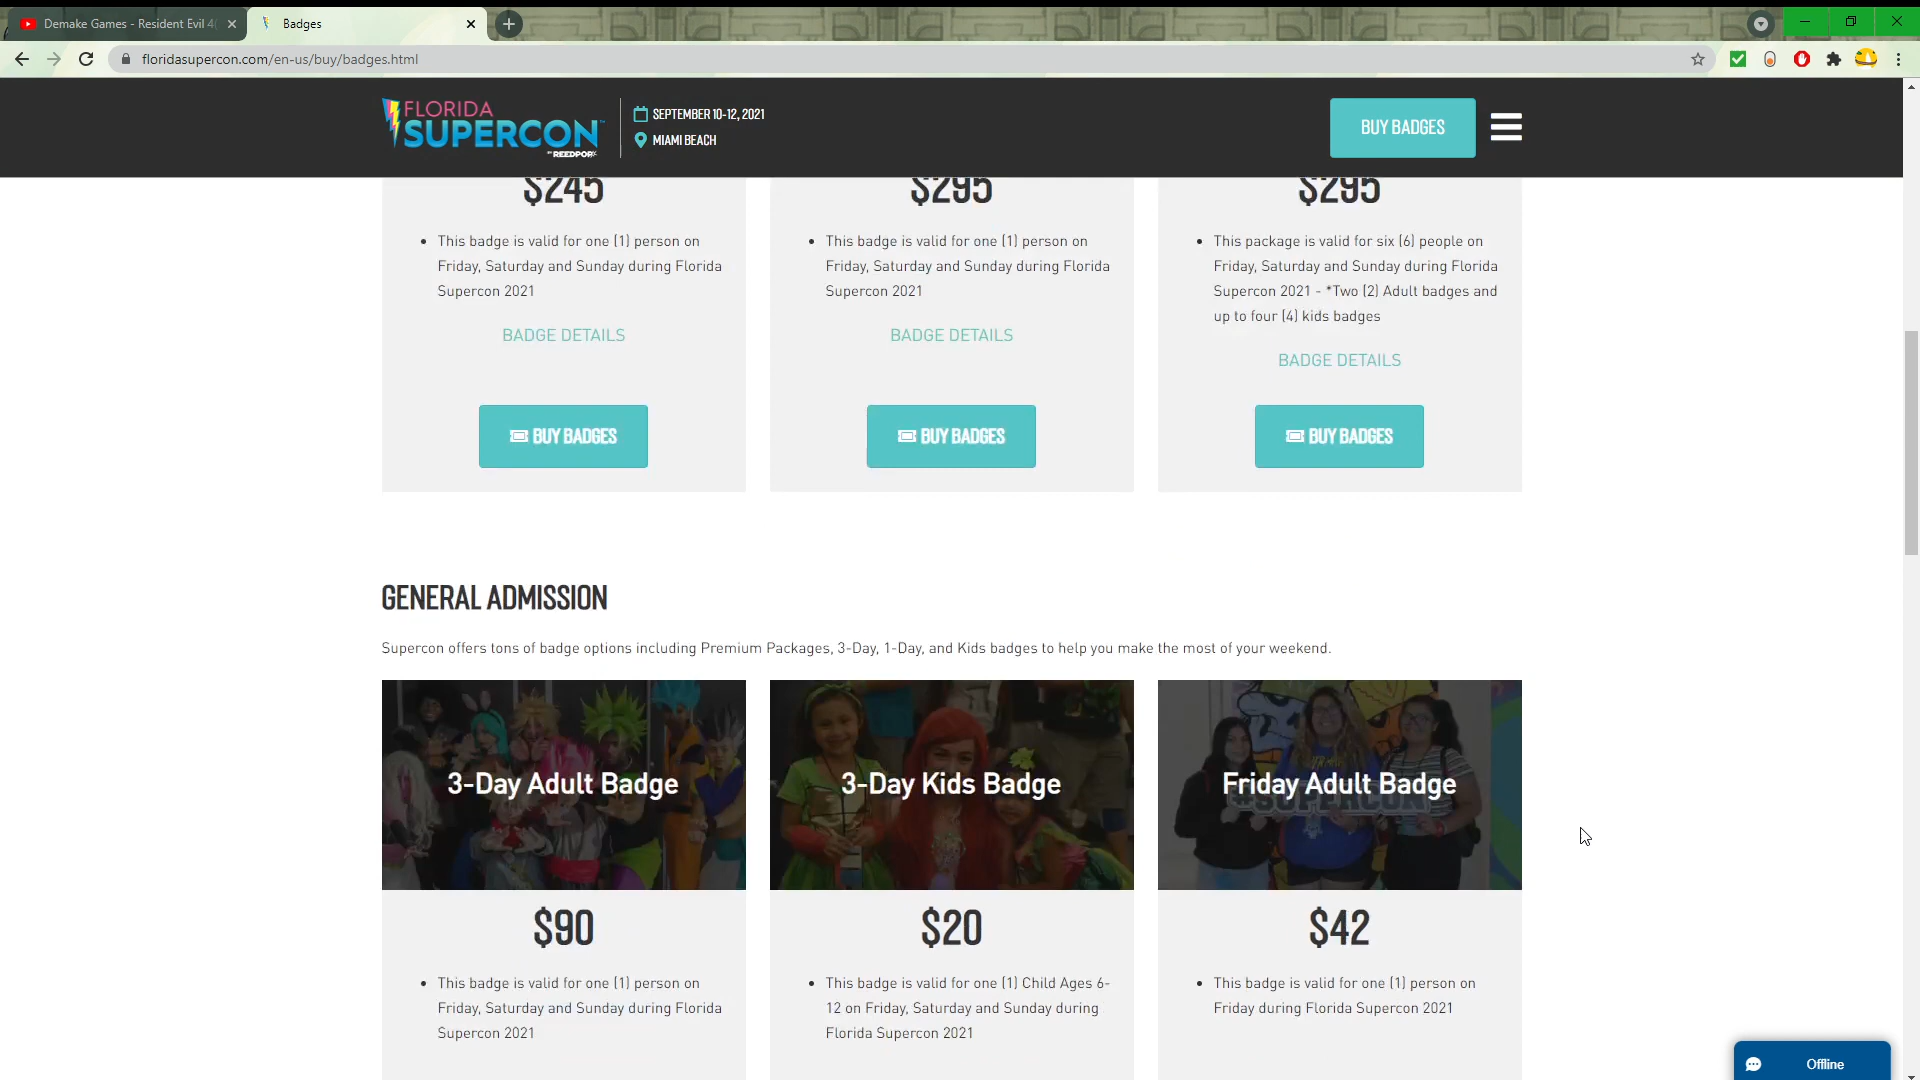 Demake Games - Resident Evil 4
Badges
floridasupercon.com/en-us/buy/badges.html
FLORIDA
SUPERCON
BY REEDPOP
SEPTEMBER 10-12, 2021
MIAMI BEACH
BUY BADGES
$245
$295
$295
This badge is valid for one (1) person on
Friday, Saturday and Sunday during Florida
Supercon 2021
BADGE DETAILS
BUY BADGES
This badge is valid for one (1) person on
Friday, Saturday and Sunday during Florida
Supercon 2021
BADGE DETAILS
BUY BADGES
This package is valid for six (6) people on
Friday, Saturday and Sunday during Florida
Supercon 2021 - *Two (2) Adult badges and
up to four (4) kids badges
BADGE DETAILS
BUY BADGES
GENERAL ADMISSION
Supercon offers tons of badge options including Premium Packages, 3-Day, 1-Day, and Kids badges to help you make the most of your weekend.
3-Day Adult Badge
$90
This badge is valid for one (1) person on
Friday, Saturday and Sunday during Florida
Supercon 2021
3-Day Kids Badge
$20
This badge is valid for one (1) Child Ages 6-
12 on Friday, Saturday and Sunday during
Florida Supercon 2021
Friday Adult Badge
#SUPERCON
$42
This badge is valid for one (1) person on
Friday during Florida Supercon 2021
Offline